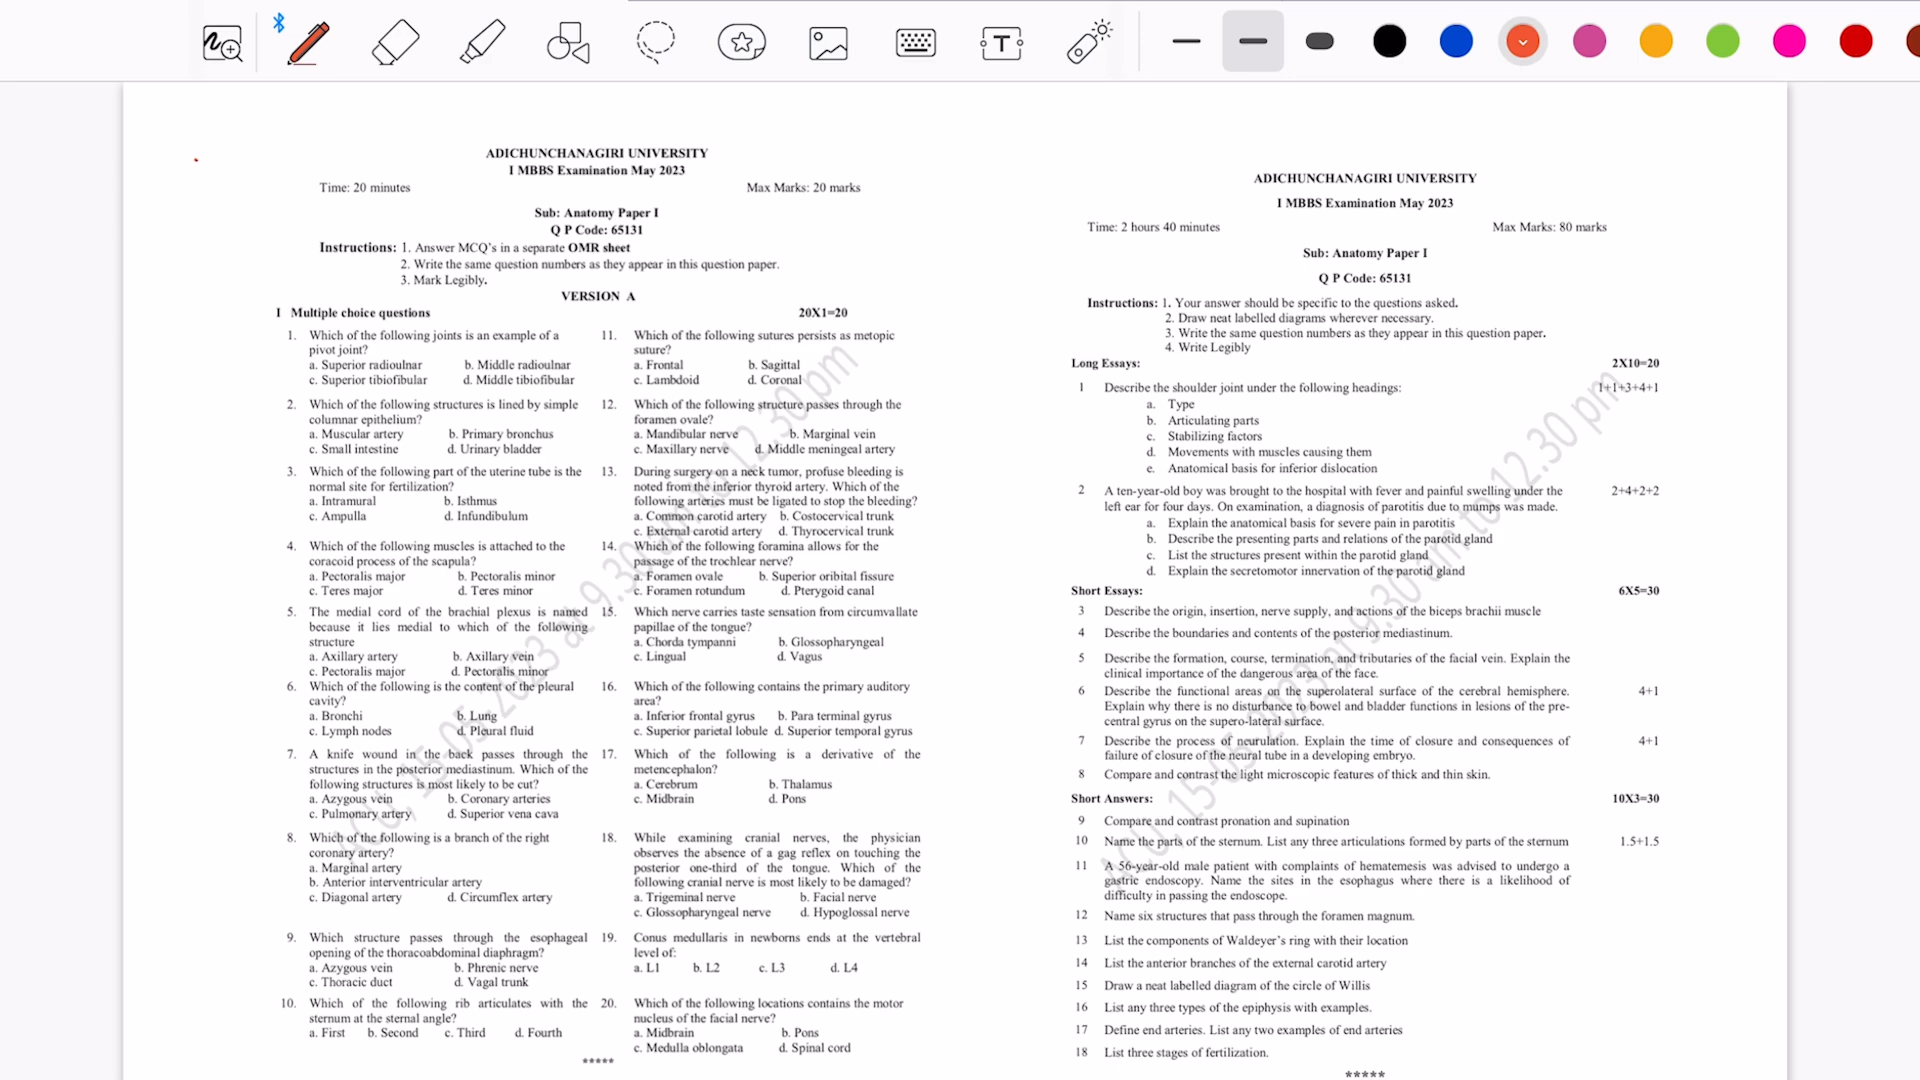 ADICHUNCHANAGIRI UNIVERSITY
I MBBS Examination May 2023
Time: 20 minutes Max Marks: 20 marks
Sub: Anatomy Paper I
Q P Code: 65131
Instructions: 1. Answer MCQ's in a separate OMR sheet
2. Write the same question numbers as they appear in this question paper.
3. Mark Legibly.
VERSION A
I Multiple choice questions 20X1=20
1. Which of the following joints is an example of a
pivot joint?
a. Superior radioulnar b. Middle radioulnar
c. Superior tibiofibular d. Middle tibiofibular
2. Which of the following structures is lined by simple
columnar epithelium?
a. Muscular artery b. Primary bronchus
c. Small intestine d. Urinary bladder
3. Which of the following part of the uterine tube is the
normal site for fertilization?
a. Intramural b. Isthmus
c. Ampulla d. Infundibulum
4. Which of the following muscles is attached to the
coracoid process of the scapula?
a. Pectoralis major b. Pectoralis minor
c. Teres major d. Teres minor
5. The medial cord of the brachial plexus is named
because it lies medial to which of the following
structure
a. Axillary artery b. Axillary vein
c. Pectoralis major d. Pectoralis minor
6. Which of the following is the content of the pleural
cavity?
a. Bronchi b. Lung
c. Lymph nodes d. Pleural fluid
7. A knife wound in the back passes through the
structures in the posterior mediastinum. Which of the
following structures is most likely to be cut?
a. Azygous vein b. Coronary arteries
c. Pulmonary artery d. Superior vena cava
8. Which of the following is a branch of the right
coronary artery?
a. Marginal artery
b. Anterior interventricular artery
c. Diagonal artery d. Circumflex artery
9. Which structure passes through the esophageal
opening of the thoracoabdominal diaphragm?
a. Azygous vein b. Phrenic nerve
c. Thoracic duct d. Vagal trunk
10. Which of the following rib articulates with the
sternum at the sternal angle?
a. First b. Second c. Third d. Fourth
11. Which of the following sutures persists as metopic
suture?
a. Frontal b. Sagittal
c. Lambdoid d. Coronal
12. Which of the following structure passes through the
foramen ovale?
a. Mandibular nerve b. Marginal vein
c. Maxillary nerve d. Middle meningeal artery
13. During surgery on a neck tumor, profuse bleeding is
noted from the inferior thyroid artery. Which of the
following arteries must be ligated to stop the bleeding?
a. Common carotid artery b. Costocervical trunk
c. External carotid artery d. Thyrocervical trunk
14. Which of the following foramina allows for the
passage of the trochlear nerve?
a. Foramen ovale b. Superior oribital fissure
c. Foramen rotundum d. Pterygoid canal
15. Which nerve carries taste sensation from circumvallate
papillae of the tongue?
a. Chorda tympanni b. Glossopharyngeal
c. Lingual d. Vagus
16. Which of the following contains the primary auditory
area?
a. Inferior frontal gyrus b. Para terminal gyrus
c. Superior parietal lobule d. Superior temporal gyrus
17. Which of the following is a derivative of the
metencephalon?
a. Cerebrum b. Thalamus
c. Midbrain d. Pons
18. While examining cranial nerves, the physician
observes the absence of a gag reflex on touching the
posterior one-third of the tongue. Which of the
following cranial nerve is most likely to be damaged?
a. Trigeminal nerve b. Facial nerve
c. Glossopharyngeal nerve d. Hypoglossal nerve
19. Conus medullaris in newborns ends at the vertebral
level of:
a. L1 b. L2 c. L3 d. L4
20. Which of the following locations contains the motor
nucleus of the facial nerve?
a. Midbrain b. Pons
c. Medulla oblongata d. Spinal cord
*****
ADICHUNCHANAGIRI UNIVERSITY
I MBBS Examination May 2023
Time: 2 hours 40 minutes Max Marks: 80 marks
Sub: Anatomy Paper I
Q P Code: 65131
Instructions: 1. Your answer should be specific to the questions asked.
2. Draw neat labelled diagrams wherever necessary.
3. Write the same question numbers as they appear in this question paper.
4. Write Legibly
Long Essays: 2X10=20
1 Describe the shoulder joint under the following headings: 1+1+3+4+1
a. Type
b. Articulating parts
c. Stabilizing factors
d. Movements with muscles causing them
e. Anatomical basis for inferior dislocation
2 A ten-year-old boy was brought to the hospital with fever and painful swelling under the 2+4+2+2
left ear for four days. On examination, a diagnosis of parotitis due to mumps was made.
a. Explain the anatomical basis for severe pain in parotitis
b. Describe the presenting parts and relations of the parotid gland
c. List the structures present within the parotid gland
d. Explain the secretomotor innervation of the parotid gland
Short Essays: 6X5=30
3 Describe the origin, insertion, nerve supply, and actions of the biceps brachii muscle
4 Describe the boundaries and contents of the posterior mediastinum.
5 Describe the formation, course, termination, and tributaries of the facial vein. Explain the
clinical importance of the dangerous area of the face.
6 Describe the functional areas on the superolateral surface of the cerebral hemisphere. 4+1
Explain why there is no disturbance to bowel and bladder functions in lesions of the pre-
central gyrus on the supero-lateral surface.
7 Describe the process of neurulation. Explain the time of closure and consequences of 4+1
failure of closure of the neural tube in a developing embryo.
8 Compare and contrast the light microscopic features of thick and thin skin.
Short Answers: 10X3=30
9 Compare and contrast pronation and supination
10 Name the parts of the sternum. List any three articulations formed by parts of the sternum 1.5+1.5
11 A 56-year-old male patient with complaints of hematemesis was advised to undergo a
gastric endoscopy. Name the sites in the esophagus where there is a likelihood of
difficulty in passing the endoscope.
12 Name six structures that pass through the foramen magnum.
13 List the components of Waldeyer's ring with their location
14 List the anterior branches of the external carotid artery
15 Draw a neat labelled diagram of the circle of Willis
16 List any three types of the epiphysis with examples.
17 Define end arteries. List any two examples of end arteries
18 List three stages of fertilization.
*****